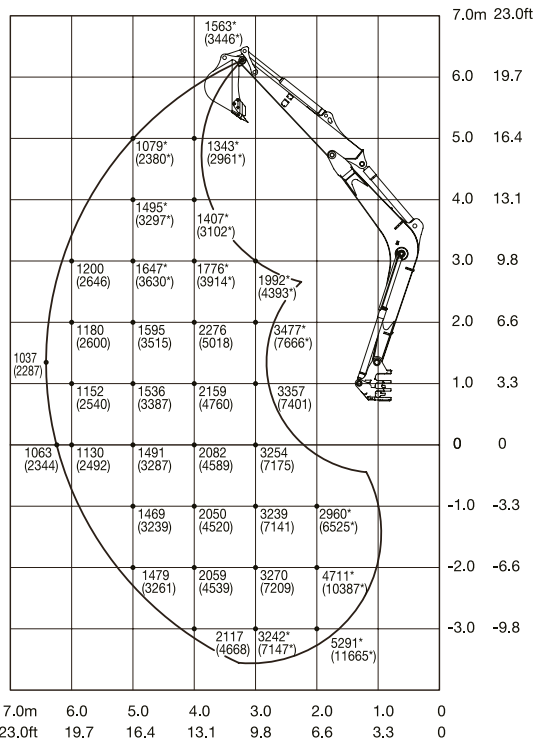 7.0m 23.0ft
1563*
(3446*)
6.0 19.7
5.0 16.4
1079* 1343*
(2380*) (2961*)
4.0 13.1
1495* 1407*
(3297*) (3102*)
3.0 9.8
1200 1647* 1776* 1992*
(2646) (3630*) (3914*) (4393*)
2.0 6.6
1180 1595 2276 3477*
(2600) (3515) (5018) (7666*)
1037
(2287)
1.0 3.3
1152 1536 2159 3357
(2540) (3387) (4760) (7401)
0 0
1063 1130 1491 2082 3254
(2344) (2492) (3287) (4589) (7175)
-1.0 -3.3
1469 2050 3239 2960*
(3239) (4520) (7141) (6525*)
-2.0 -6.6
1479 2059 3270 4711*
(3261) (4539) (7209) (10387*)
-3.0 -9.8
2117 3242* 5291*
(4668) (7147*) (11665*)
7.0m 6.0 5.0 4.0 3.0 2.0 1.0 0
23.0ft 19.7 16.4 13.1 9.8 6.6 3.3 0